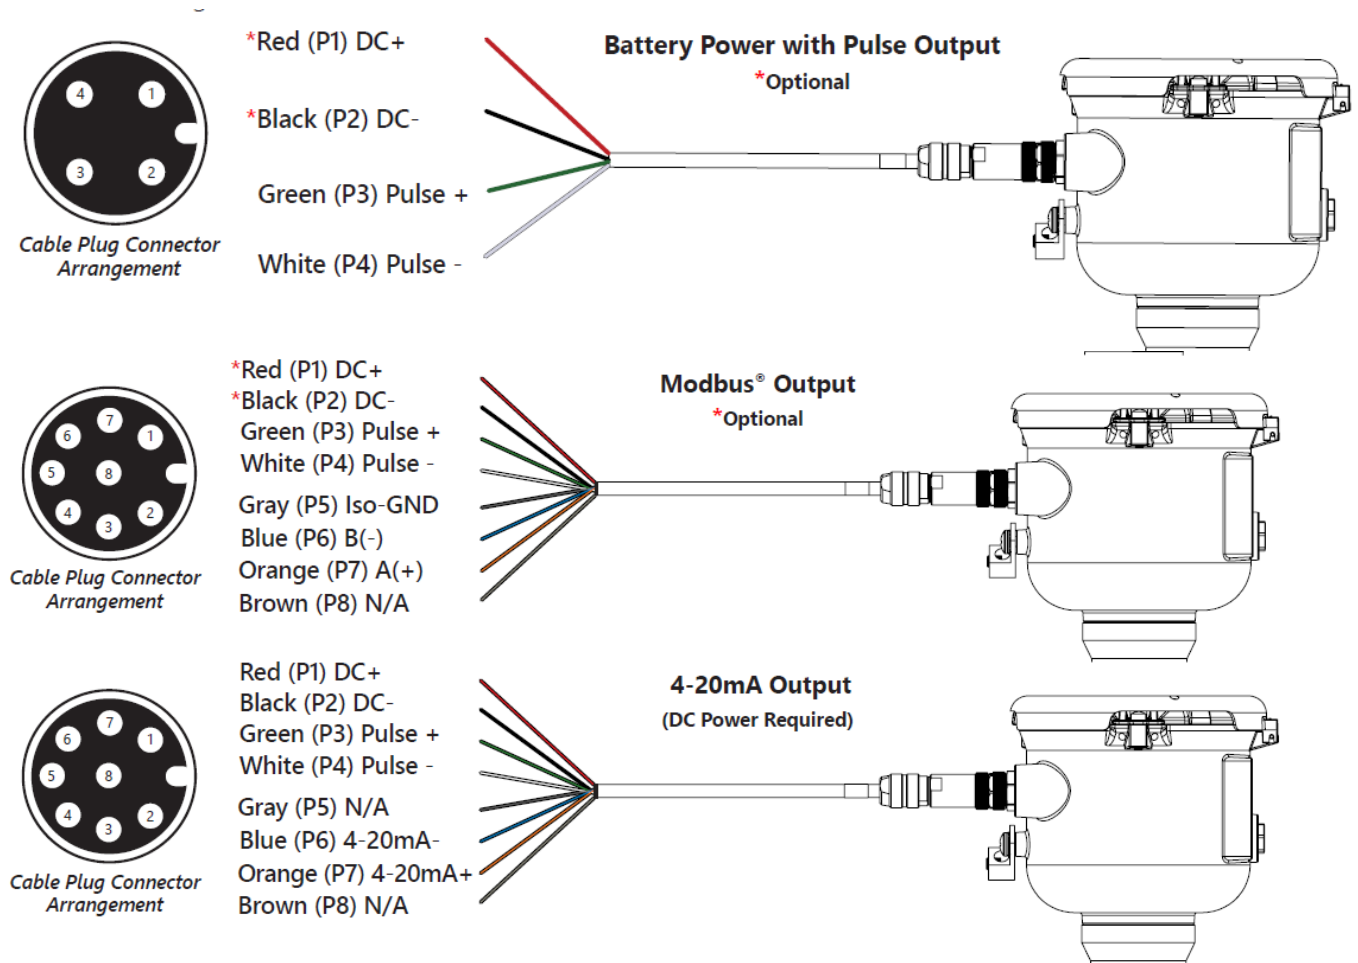 *Red (P1) DC+
*Black (P2) DC-
Green (P3) Pulse +
White (P4) Pulse -
Battery Power with Pulse Output
*Optional
4
1
3
2
Cable Plug Connector
Arrangement
*Red (P1) DC+
*Black (P2) DC-
Green (P3) Pulse +
White (P4) Pulse -
Gray (P5) Iso-GND
Blue (P6) B(-)
Orange (P7) A(+)
Brown (P8) N/A
Modbus® Output
*Optional
7
6
1
5
8
4
2
3
Cable Plug Connector
Arrangement
Red (P1) DC+
Black (P2) DC-
Green (P3) Pulse +
White (P4) Pulse -
Gray (P5) N/A
Blue (P6) 4-20mA-
Orange (P7) 4-20mA+
Brown (P8) N/A
4-20mA Output
(DC Power Required)
7
6
1
5
8
4
2
3
Cable Plug Connector
Arrangement